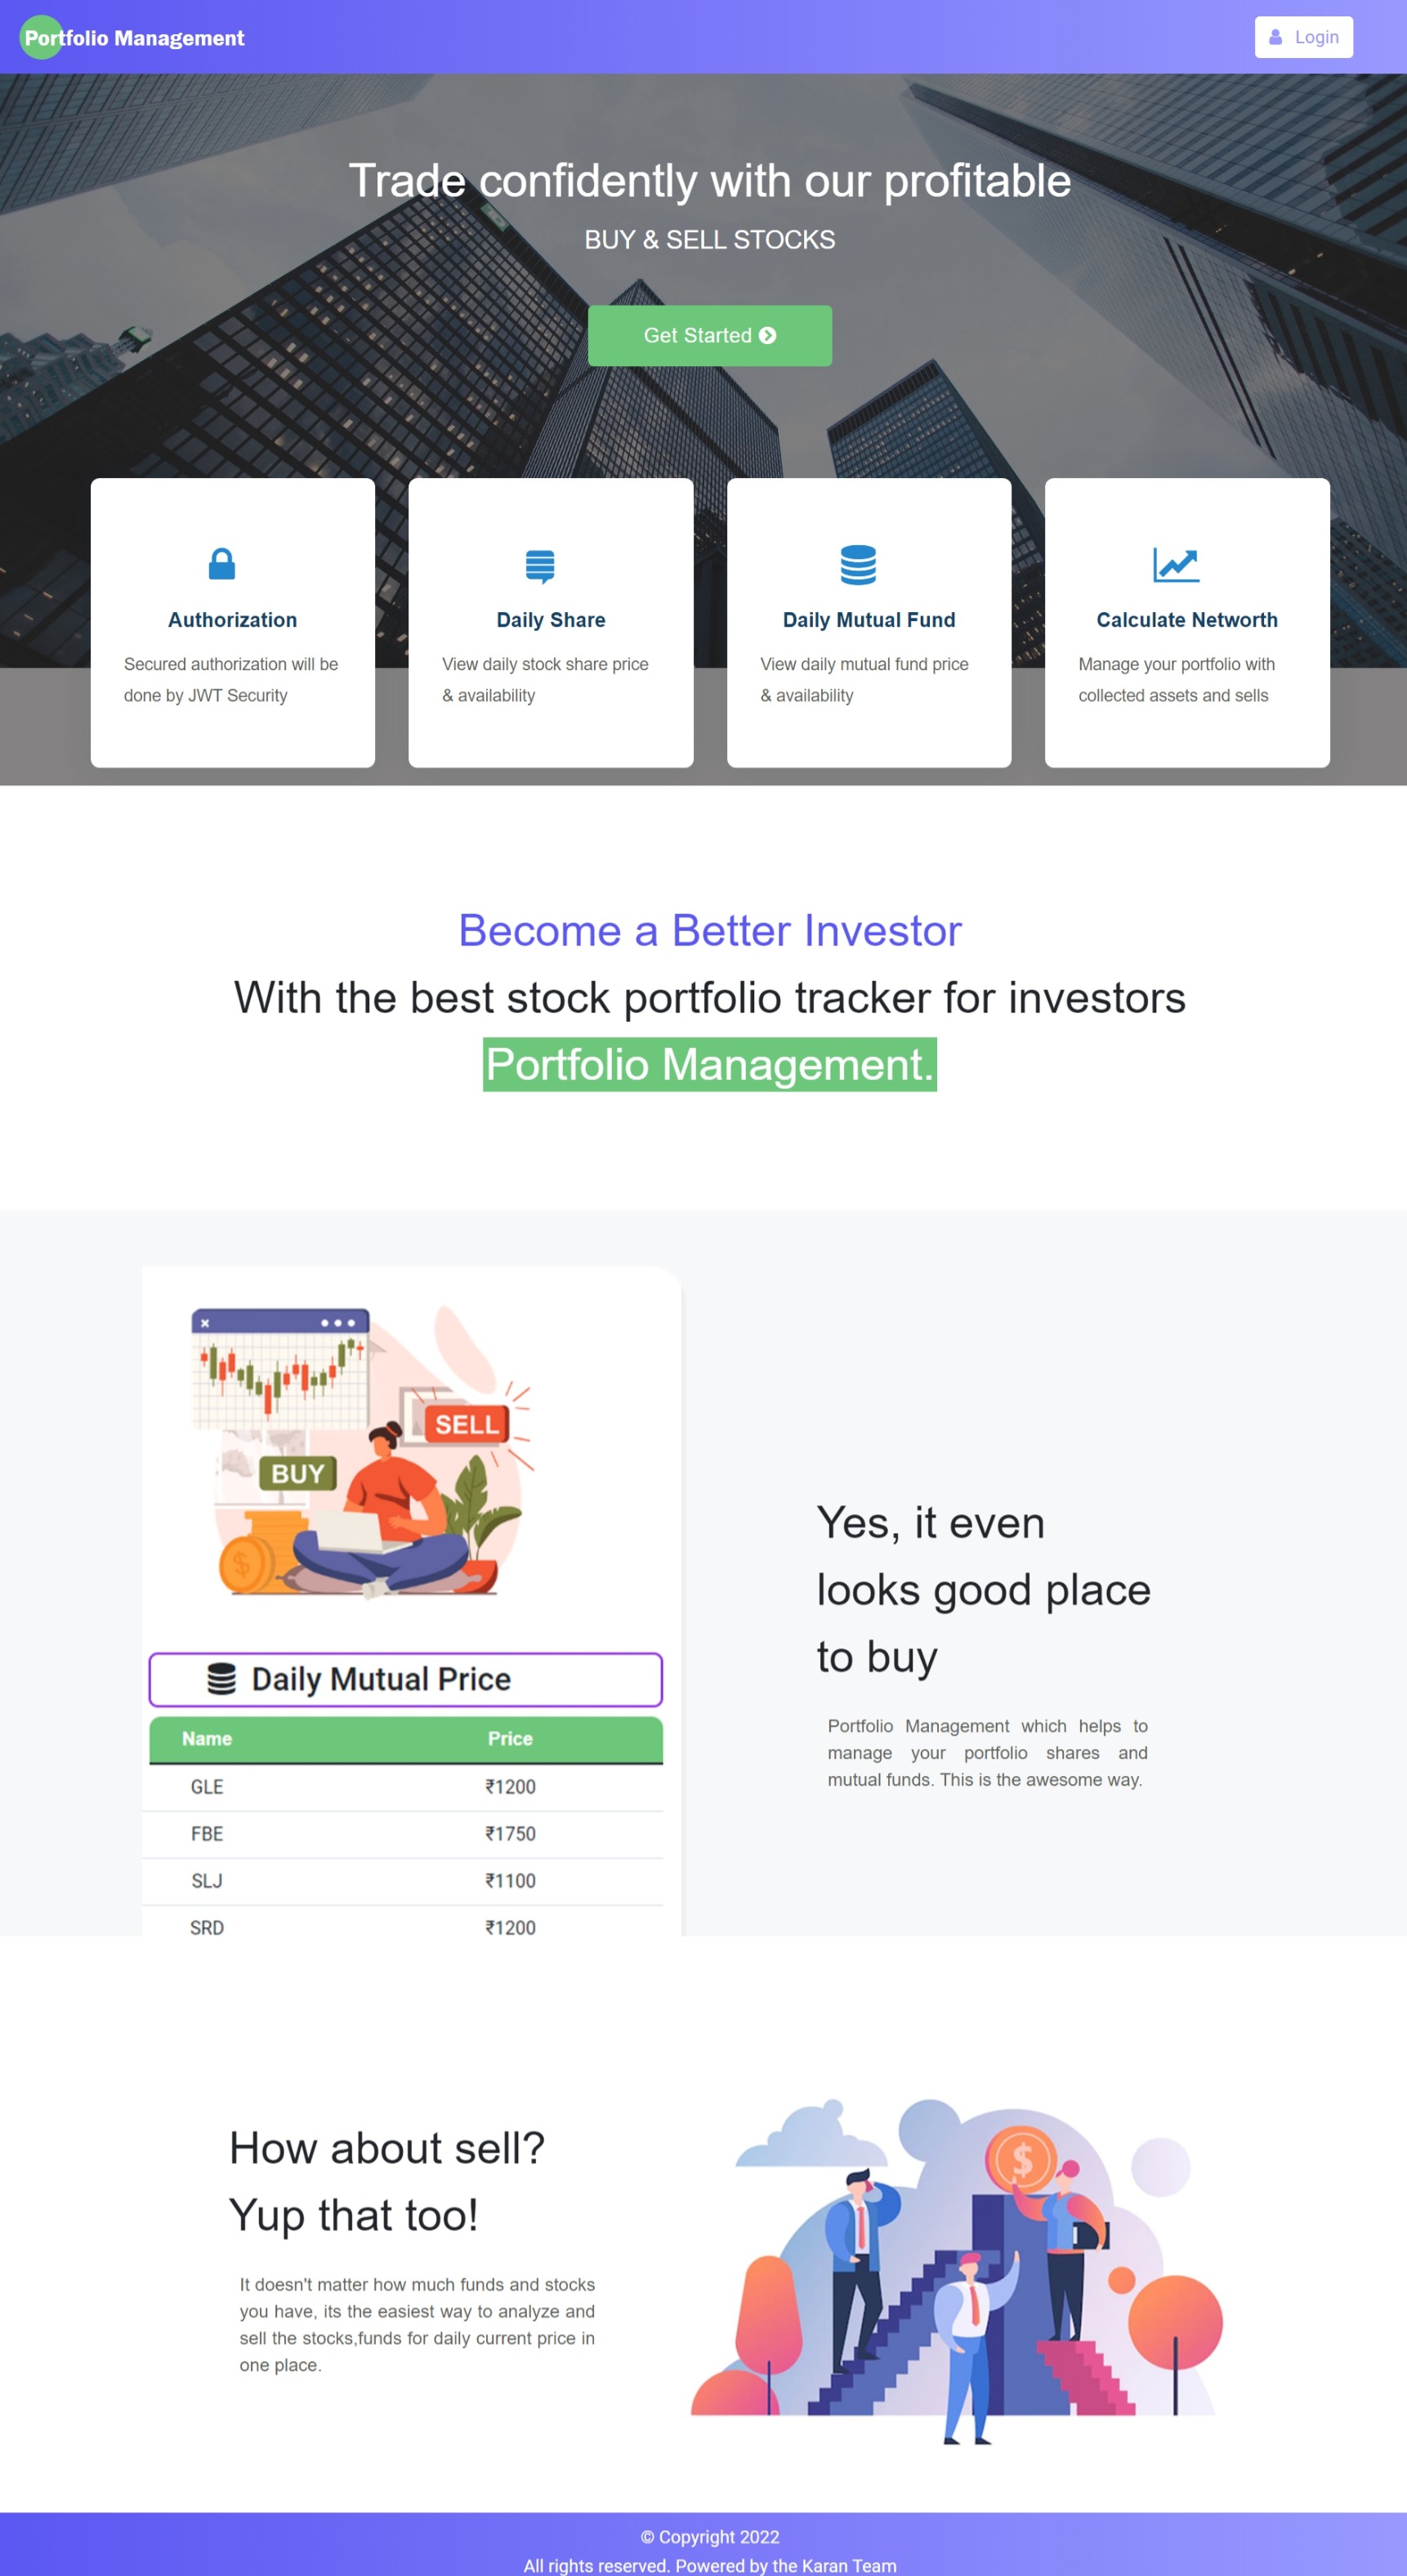 Portfolio Management
Login
Trade confidently with our profitable
BUY & SELL STOCKS
Get Started
Authorization
Secured authorization will be
done by JWT Security
Daily Share
View daily stock share price
& availability
Daily Mutual Fund
View daily mutual fund price
& availability
Calculate Networth
Manage your portfolio with
collected assets and sells
Become a Better Investor
With the best stock portfolio tracker for investors
Portfolio Management.
SELL
BUY
$
Daily Mutual Price
Name Price
GLE ₹1200
FBE ₹1750
SLJ ₹1100
SRD ₹1200
Yes, it even
looks good place
to buy
Portfolio Management which helps to
manage your portfolio shares and
mutual funds. This is the awesome way.
How about sell?
Yup that too!
It doesn't matter how much funds and stocks
you have, its the easiest way to analyze and
sell the stocks,funds for daily current price in
one place.
$
© Copyright 2022
All rights reserved. Powered by the Karan Team